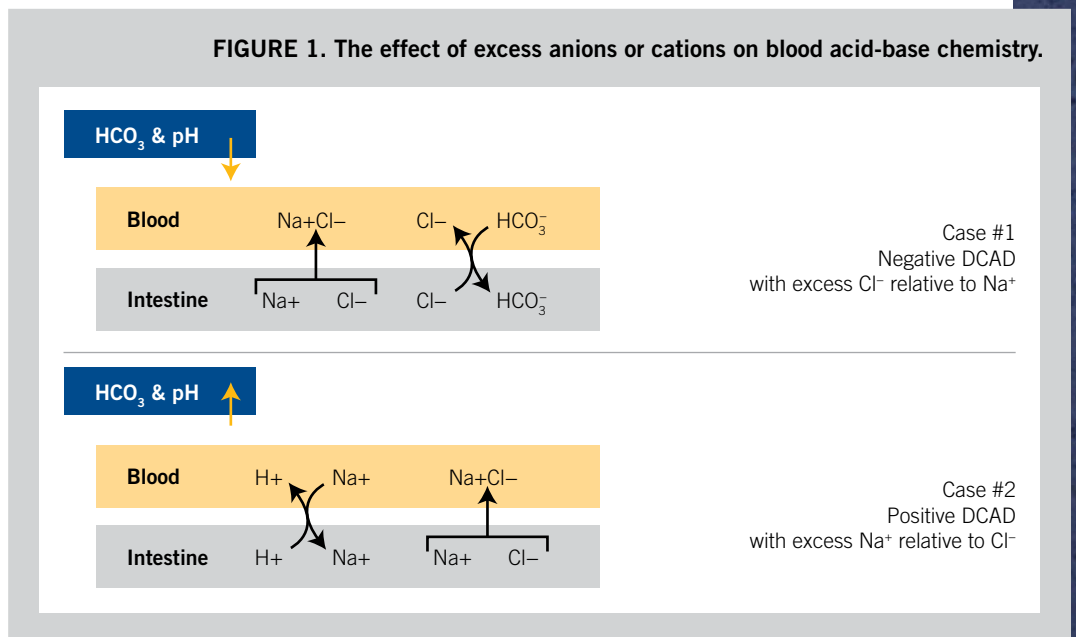 FIGURE 1. The effect of excess anions or cations on blood acid-base chemistry.
HCO₃ & pH
Blood Na+Cl– Cl– HCO₃⁻
Intestine Na+ Cl– Cl– HCO₃⁻
Case #1
Negative DCAD
with excess Cl⁻ relative to Na⁺
HCO₃ & pH
Blood H+ Na+ Na+Cl–
Intestine H+ Na+ Na+ Cl–
Case #2
Positive DCAD
with excess Na⁺ relative to Cl⁻